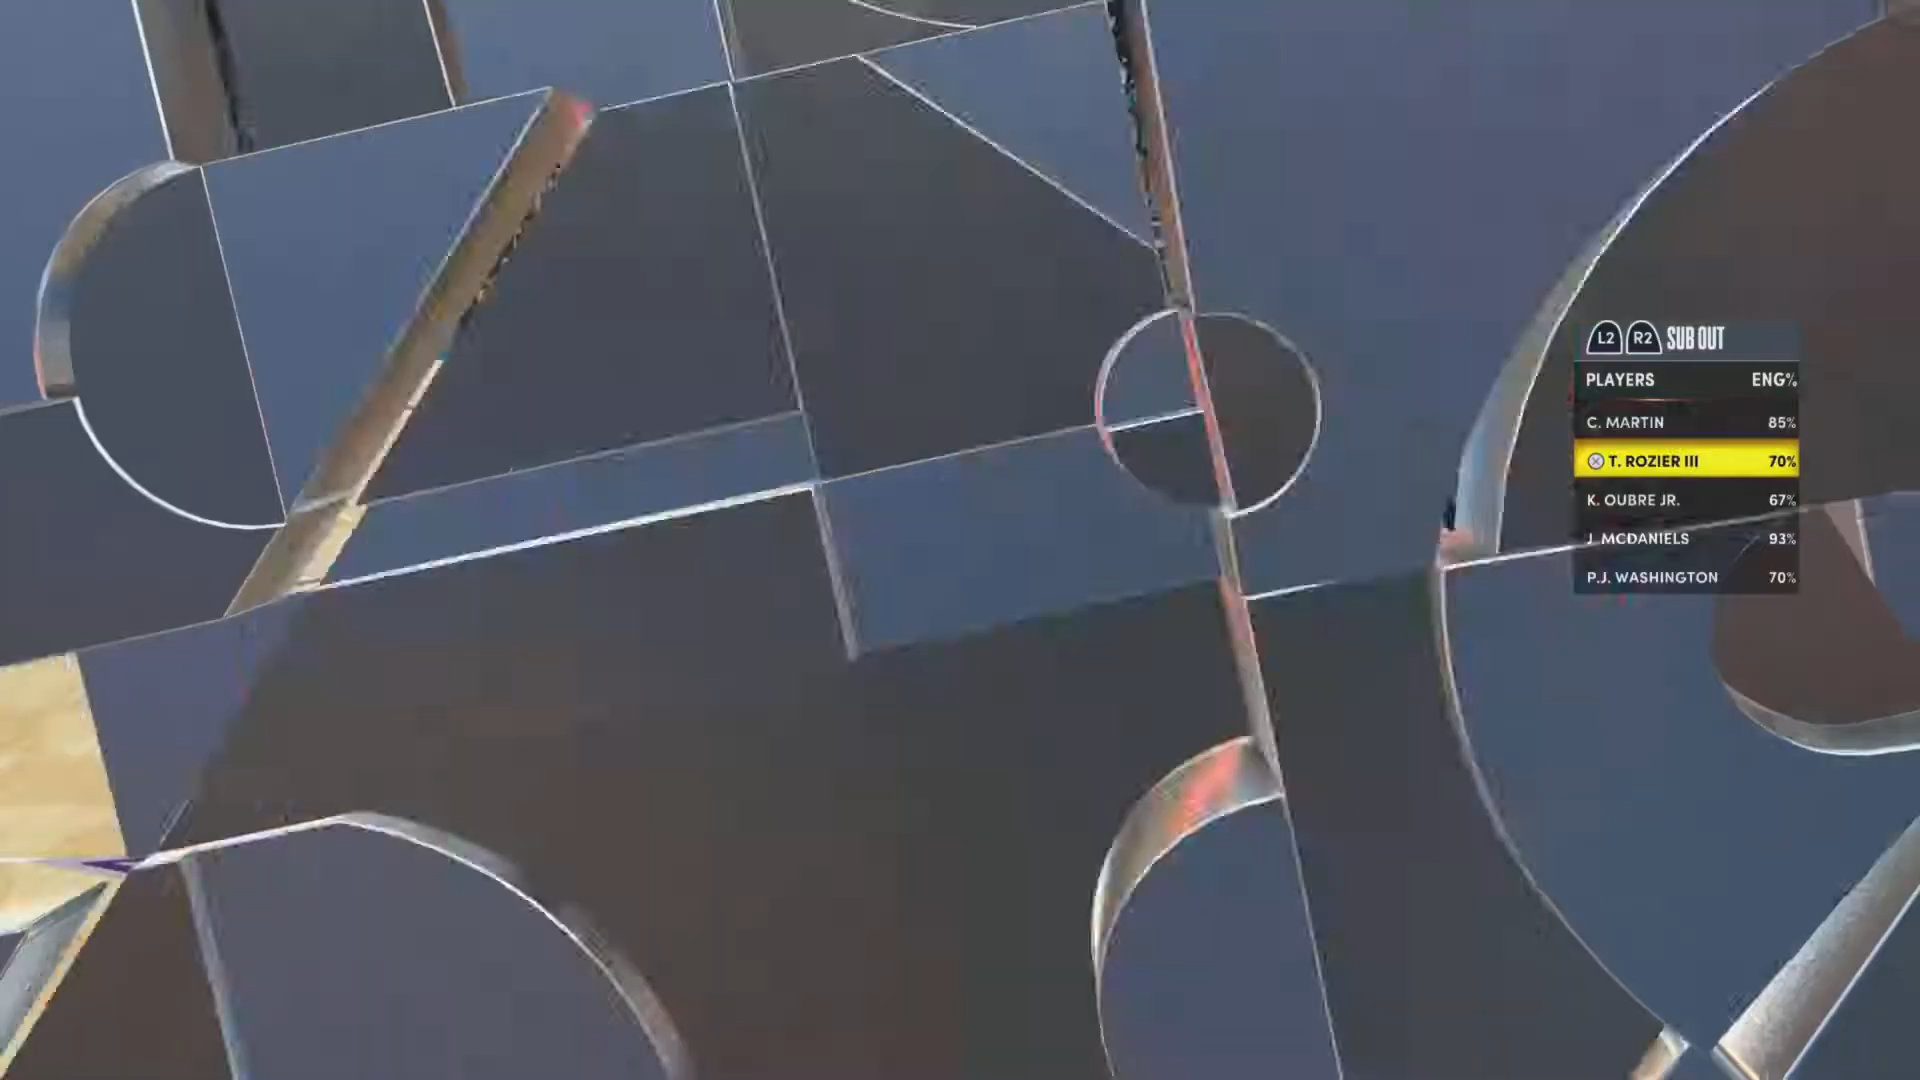 L2 R2 SUB OUT
PLAYERS ENG%
C. MARTIN 85%
T. ROZIER III 70%
K. OUBRE JR. 67%
J. MCDANIELS 93%
P.J. WASHINGTON 70%